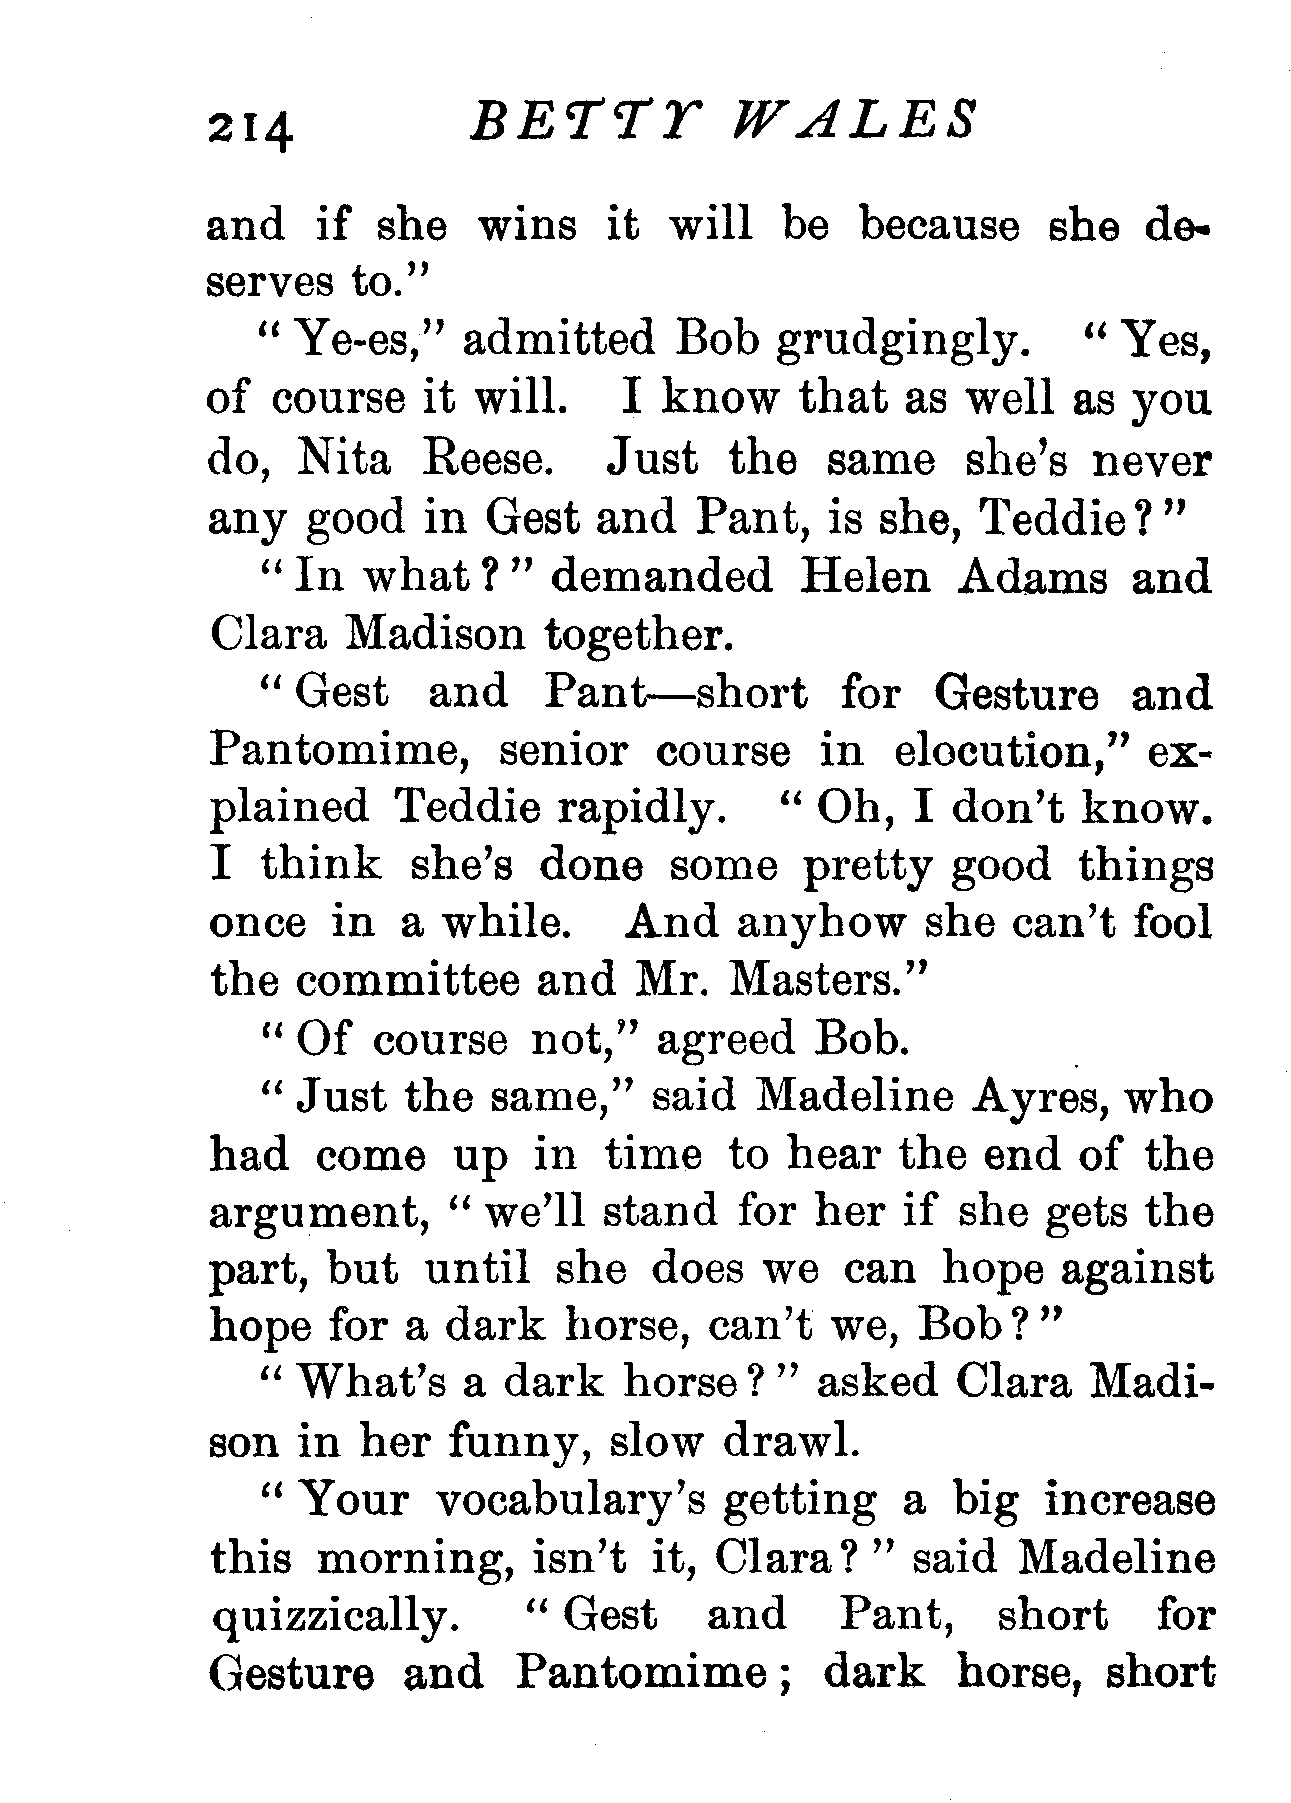 214 BETTY WALES
and if she wins it will be because she de-
serves to."
" Ye-es," admitted Bob grudgingly. " Yes,
of course it will. I know that as well as you
do, Nita Reese. Just the same she's never
any good in Gest and Pant, is she, Teddie? "
" In what? " demanded Helen Adams and
Clara Madison together.
" Gest and Pant—short for Gesture and
Pantomime, senior course in elocution," ex-
plained Teddie rapidly. " Oh, I don't know.
I think she's done some pretty good things
once in a while. And anyhow she can't fool
the committee and Mr. Masters."
" Of course not," agreed Bob.
" Just the same," said Madeline Ayres, who
had come up in time to hear the end of the
argument, " we'll stand for her if she gets the
part, but until she does we can hope against
hope for a dark horse, can't we, Bob? "
" What's a dark horse? " asked Clara Madi-
son in her funny, slow drawl.
" Your vocabulary's getting a big increase
this morning, isn't it, Clara? " said Madeline
quizzically. " Gest and Pant, short for
Gesture and Pantomime; dark horse, short